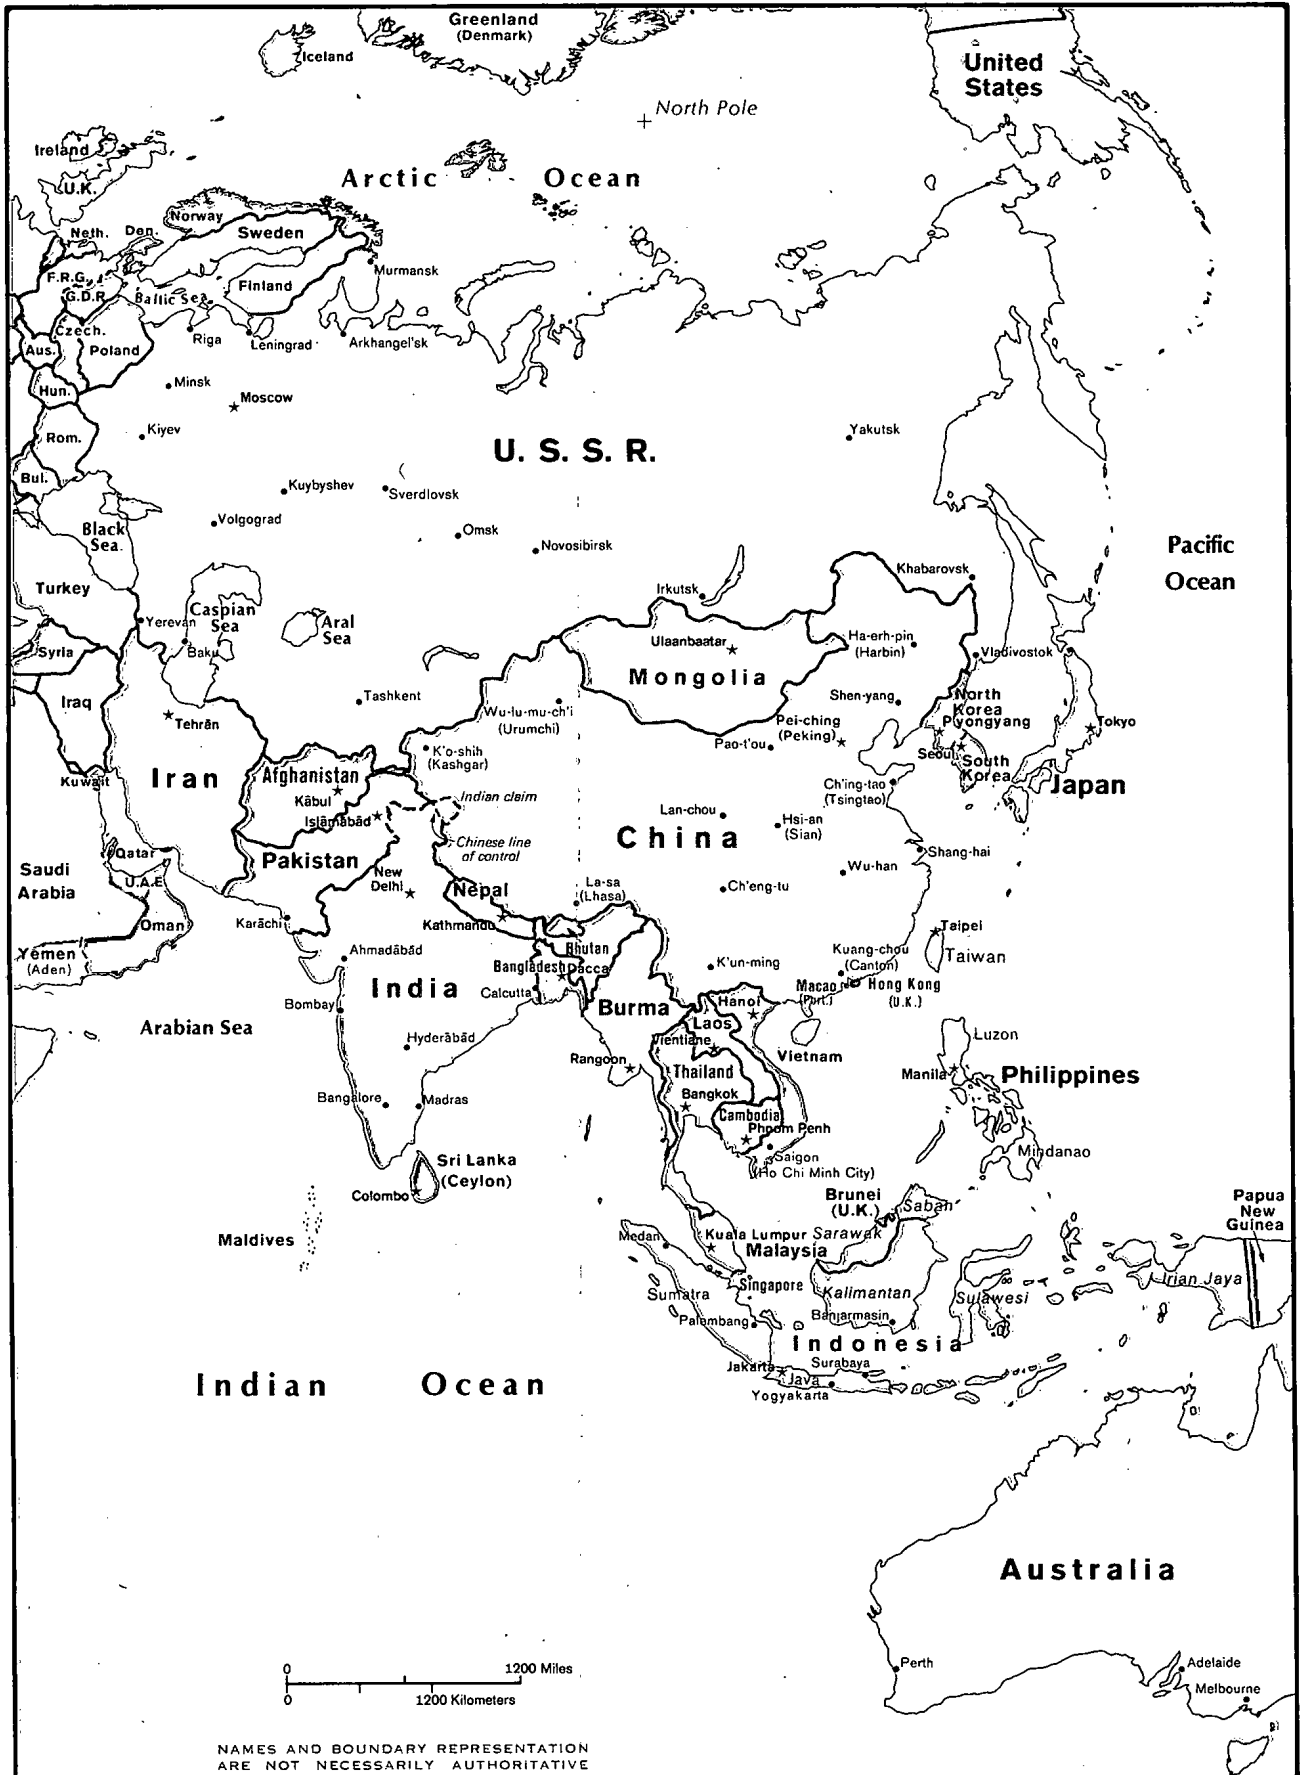 Greenland
(Denmark)
Iceland
United
States
North Pole
Ireland
U.K.
Arctic Ocean
Norway
Neth.
Den.
Sweden
Murmansk
F.R.G.
G.D.R.
Baltic Sea
Finland
Czech.
Riga
Leningrad
Arkhangel'sk
Aus.
Poland
Minsk
Hun.
Moscow
Kiyev
Rom.
U. S. S. R.
Yakutsk
Bul.
Kuybyshev
Sverdlovsk
Volgograd
Black
Sea
Omsk
Novosibirsk
Pacific
Ocean
Khabarovsk
Turkey
Irkutsk
Caspian
Sea
Yerevan
Aral
Sea
Baku
Syria
Ulaanbaatar
Ha-erh-pin
(Harbin)
Vladivostok
Mongolia
Iraq
Tashkent
Shen-yang
North
Korea
Wu-lu-mu-ch'i
(Urumchi)
Tehrān
Pei-ching
(Peking)
Pyongyang
Tokyo
Pao-t'ou
Seoul
K'o-shih
(Kashgar)
South
Korea
Kuwait
Iran
Afghanistan
Japan
Kābul
Indian claim
Ch'ing-tao
(Tsingtao)
Islāmābād
Lan-chou
Hsi-an
(Sian)
China
Chinese line
of control
Qatar
Pakistan
Shang-hai
Saudi
Arabia
U.A.E.
New
Delhi
Nepal
La-sa
(Lhasa)
Ch'eng-tu
Wu-han
Oman
Karāchi
Kathmandu
Taipei
Yemen
(Aden)
Ahmadābād
Bhutan
Kuang-chou
(Canton)
Taiwan
Bangladesh
Dacca
K'un-ming
India
Calcutta
Macao
(Port.)
Hong Kong
(U.K.)
Bombay
Burma
Hanoi
Arabian Sea
Laos
Luzon
Hyderābād
Vientiane
Vietnam
Rangoon
Thailand
Manila
Philippines
Bangalore
Madras
Bangkok
Cambodia
Phnom Penh
Saigon
(Ho Chi Minh City)
Mindanao
Sri Lanka
(Ceylon)
Colombo
Brunei
(U.K.)
Sabah
Papua
New
Guinea
Maldives
Medan
Kuala Lumpur
Sarawak
Malaysia
Singapore
Irian Jaya
Sumatra
Kalimantan
Sulawesi
Palembang
Banjarmasin
Indonesia
Jakarta
Surabaya
Java
Yogyakarta
Indian Ocean
Australia
Perth
Adelaide
Melbourne
0 1200 Miles
0 1200 Kilometers
NAMES AND BOUNDARY REPRESENTATION
ARE NOT NECESSARILY AUTHORITATIVE